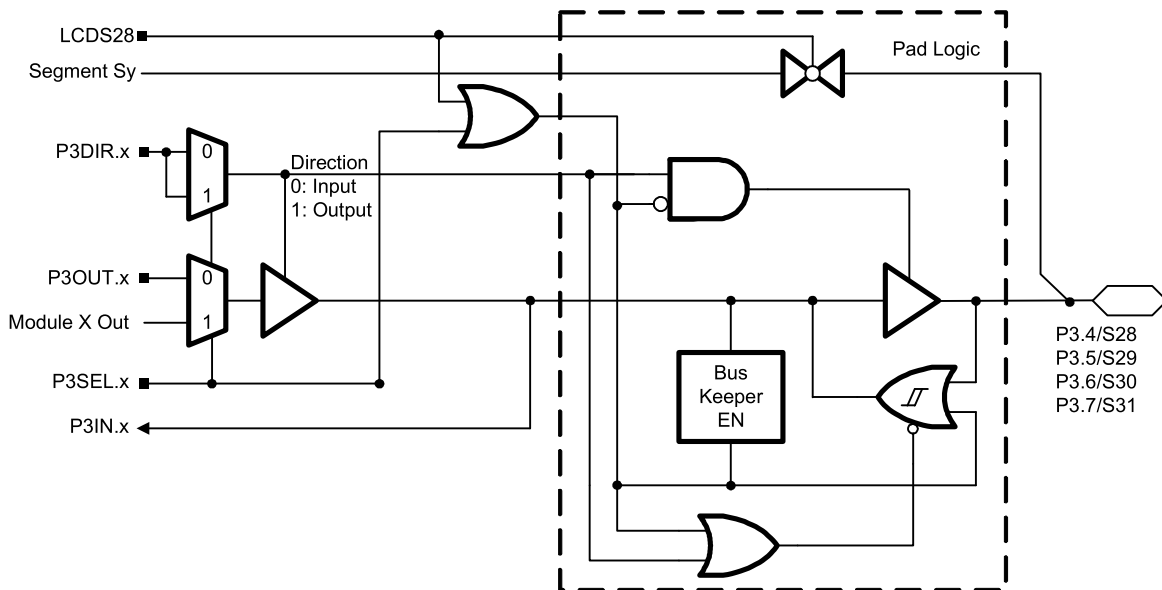 LCDS28
Pad Logic
Segment Sy
P3DIR.x
0
1
Direction
0: Input
1: Output
P3OUT.x
0
Module X Out
1
P3SEL.x
P3IN.x
Bus
Keeper
EN
P3.4/S28
P3.5/S29
P3.6/S30
P3.7/S31